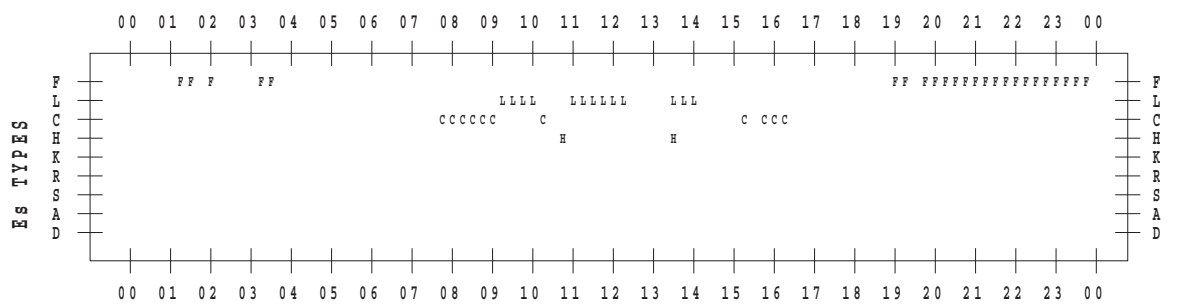 00 01 02 03 04 05 06 07 08 09 10 11 12 13 14 15 16 17 18 19 20 21 22 23 00
F FF F FF FF FFFFFFFFFFFFFFFFF F
L LLLL LLLLLL LLL L
C CCCCCC C C CCC C
H H H H
K K
R R
S S
A A
D D
Es TYPES
00 01 02 03 04 05 06 07 08 09 10 11 12 13 14 15 16 17 18 19 20 21 22 23 00